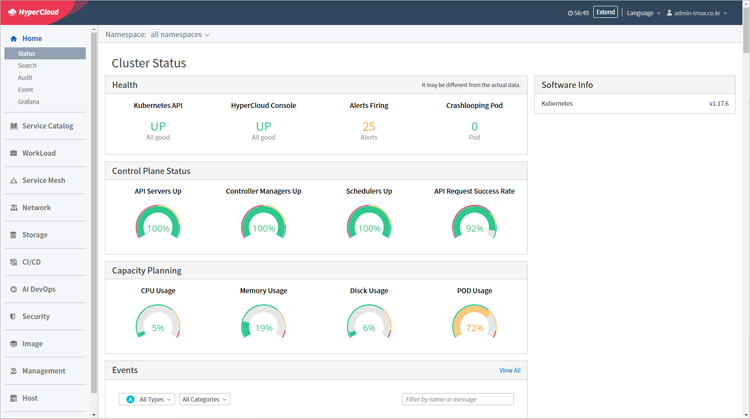 HyperCloud
56:49 Extend Language admin-tmax.co.kr
Home
Status
Search
Audit
Event
Grafana
Service Catalog
WorkLoad
Service Mesh
Network
Storage
CI/CD
AI DevOps
Security
Image
Management
Host
Namespace: all namespaces
Cluster Status
Health It may be different from the actual data.
Kubernetes API HyperCloud Console Alerts Firing Crashlooping Pod
UP UP 25 0
All good All good Alerts Pod
Control Plane Status
API Servers Up Controller Managers Up Schedulers Up API Request Success Rate
100% 100% 100% 92%
Capacity Planning
CPU Usage Memory Usage Disck Usage POD Usage
5% 19% 6% 72%
Events View All
A All Types All Categories Filter by name or message
Software Info
Kubernetes v1.17.6